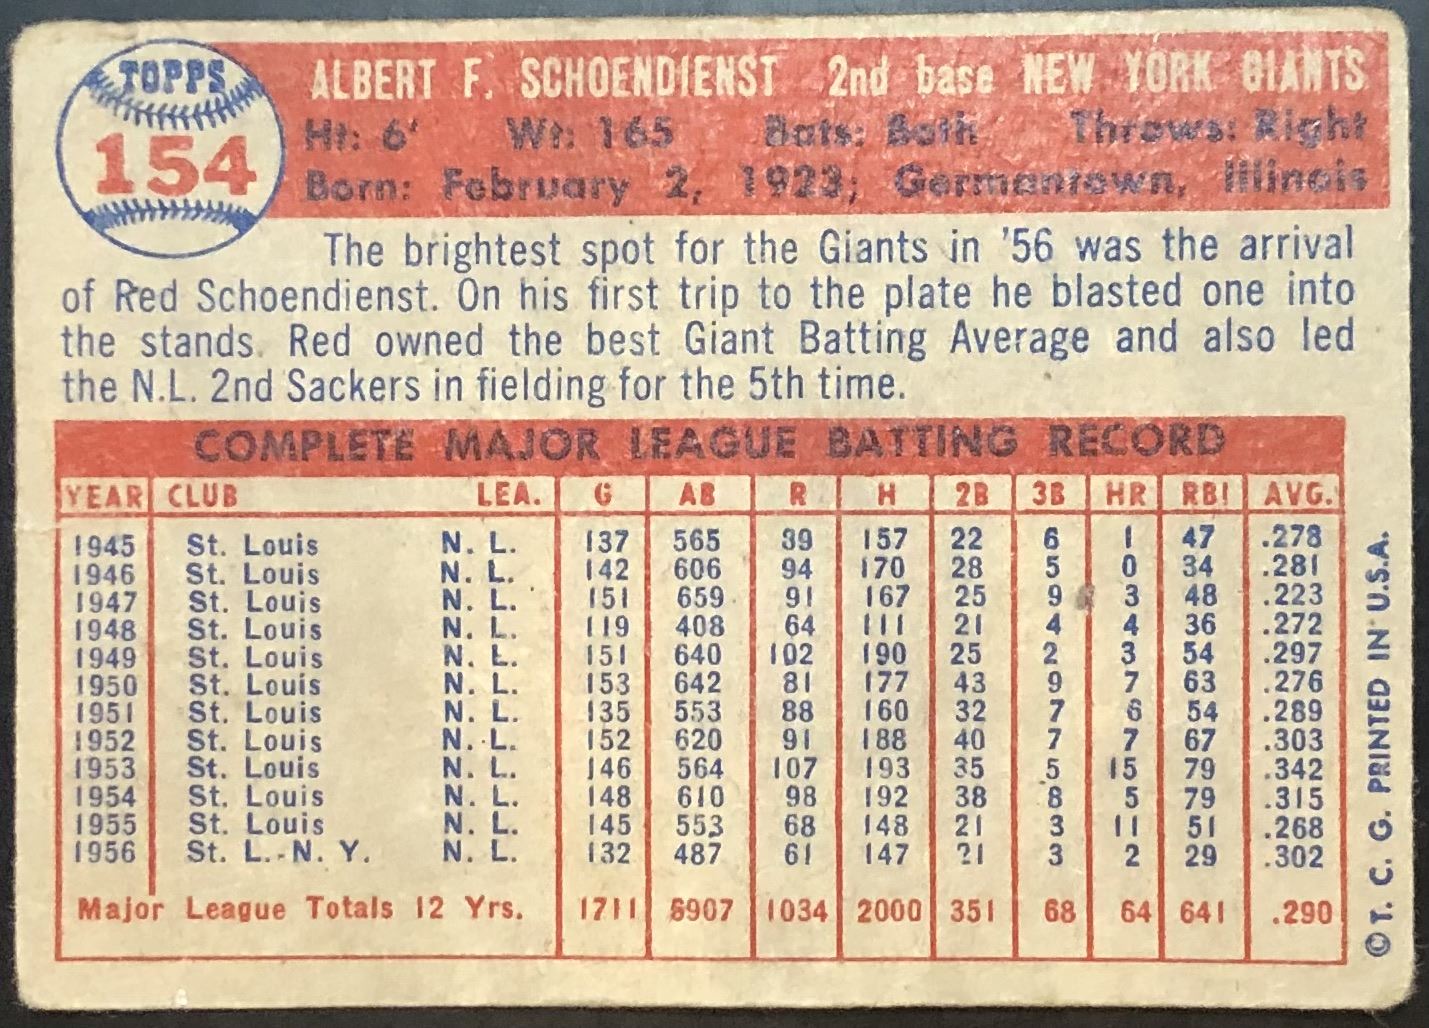 TOPPS
154
ALBERT F. SCHOENDIENST 2nd base NEW YORK GIANTS
Ht: 6' Wt: 165 Bats: Both Throws: Right
Born: February 2, 1923; Germantown, Illinois
The brightest spot for the Giants in '56 was the arrival
of Red Schoendienst. On his first trip to the plate he blasted one into
the stands. Red owned the best Giant Batting Average and also led
the N.L. 2nd Sackers in fielding for the 5th time.
COMPLETE MAJOR LEAGUE BATTING RECORD
YEAR CLUB LEA. G AB R H 2B 3B HR RBI AVG.
1945 St. Louis N. L. 137 565 89 157 22 6 1 47 .278
1946 St. Louis N. L. 142 606 94 170 28 5 0 34 .281
1947 St. Louis N. L. 151 659 91 167 25 9 3 48 .223
1948 St. Louis N. L. 119 408 64 111 21 4 4 36 .272
1949 St. Louis N. L. 151 640 102 190 25 2 3 54 .297
1950 St. Louis N. L. 153 642 81 177 43 9 7 63 .276
1951 St. Louis N. L. 135 553 88 160 32 7 6 54 .289
1952 St. Louis N. L. 152 620 91 188 40 7 7 67 .303
1953 St. Louis N. L. 146 564 107 193 35 5 15 79 .342
1954 St. Louis N. L. 148 610 98 192 38 8 5 79 .315
1955 St. Louis N. L. 145 553 68 148 21 3 11 51 .268
1956 St. L.-N. Y. N. L. 132 487 61 147 21 3 2 29 .302
Major League Totals 12 Yrs. 1711 6907 1034 2000 351 68 64 641 .290
© T. C. G. PRINTED IN U.S.A.